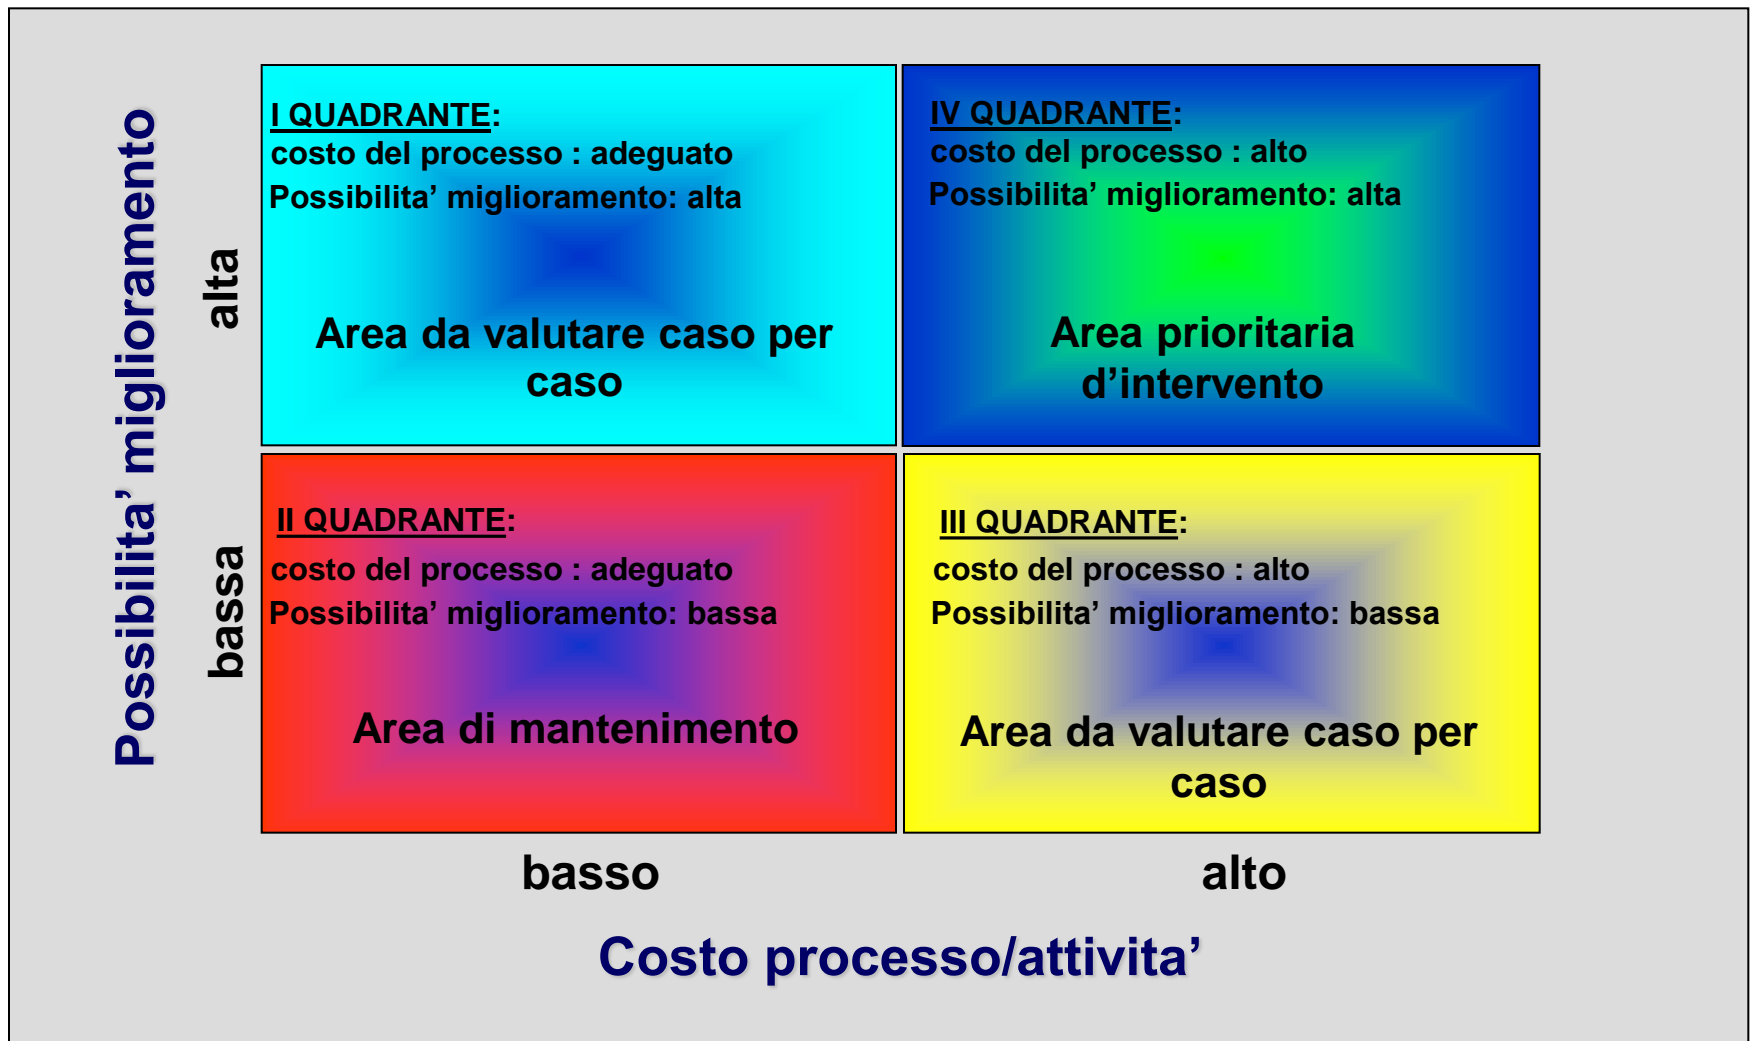 Possibilita’ miglioramento
alta
I QUADRANTE:
costo del processo : adeguato
Possibilita’ miglioramento: alta
Area da valutare caso per
caso
IV QUADRANTE:
costo del processo : alto
Possibilita’ miglioramento: alta
Area prioritaria
d’intervento
bassa
II QUADRANTE:
costo del processo : adeguato
Possibilita’ miglioramento: bassa
Area di mantenimento
III QUADRANTE:
costo del processo : alto
Possibilita’ miglioramento: bassa
Area da valutare caso per
caso
basso
alto
Costo processo/attivita’